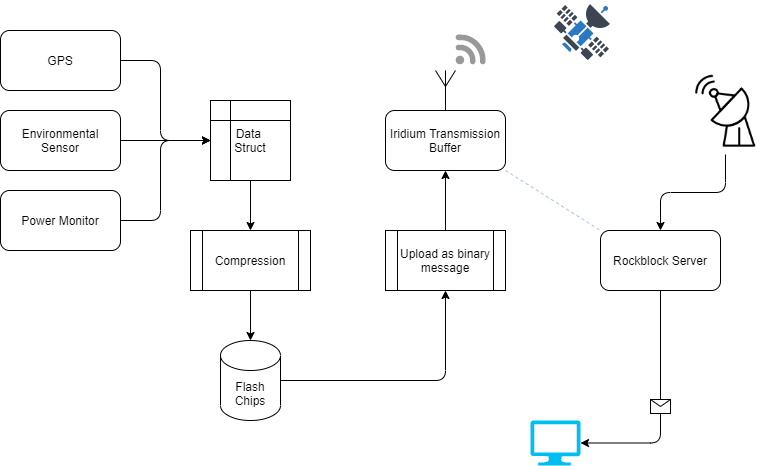 GPS
Environmental
Sensor
Power Monitor
Data
Struct
Compression
Flash
Chips
Upload as binary
message
Iridium Transmission
Buffer
Rockblock Server